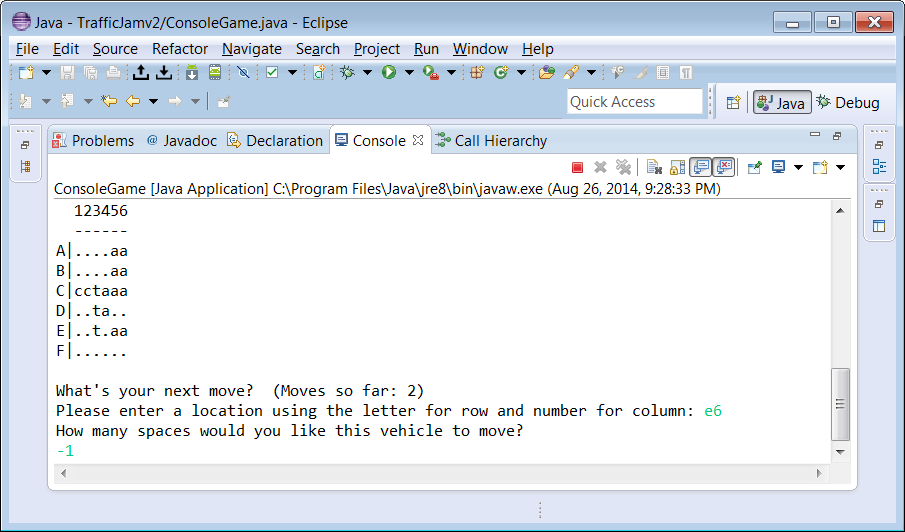 Java - TrafficJamv2/ConsoleGame.java - Eclipse
File Edit Source Refactor Navigate Search Project Run Window Help
Quick Access Java Debug
Problems @ Javadoc Declaration Console Call Hierarchy
ConsoleGame [Java Application] C:\Program Files\Java\jre8\bin\javaw.exe (Aug 26, 2014, 9:28:33 PM)
  123456
  ------
A|....aa
B|....aa
C|cctaaa
D|..ta..
E|..t.aa
F|......
What's your next move?  (Moves so far: 2)
Please enter a location using the letter for row and number for column: e6
How many spaces would you like this vehicle to move?
-1